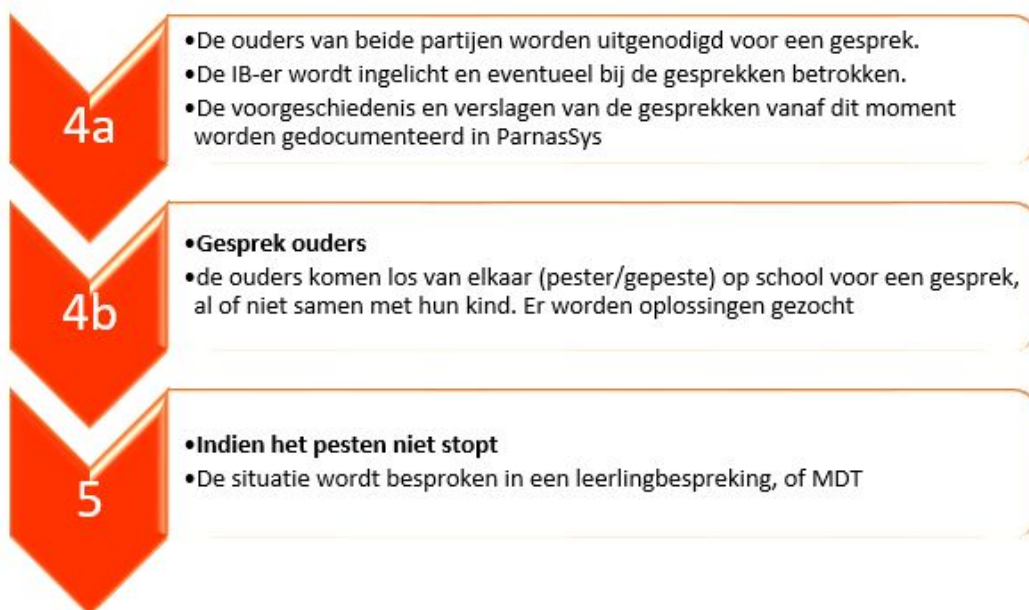 4a
•De ouders van beide partijen worden uitgenodigd voor een gesprek.
•De IB-er wordt ingelicht en eventueel bij de gesprekken betrokken.
•De voorgeschiedenis en verslagen van de gesprekken vanaf dit moment
worden gedocumenteerd in ParnasSys
4b
•Gesprek ouders
•de ouders komen los van elkaar (pester/gepeste) op school voor een gesprek,
al of niet samen met hun kind. Er worden oplossingen gezocht
5
•Indien het pesten niet stopt
•De situatie wordt besproken in een leerlingbespreking, of MDT